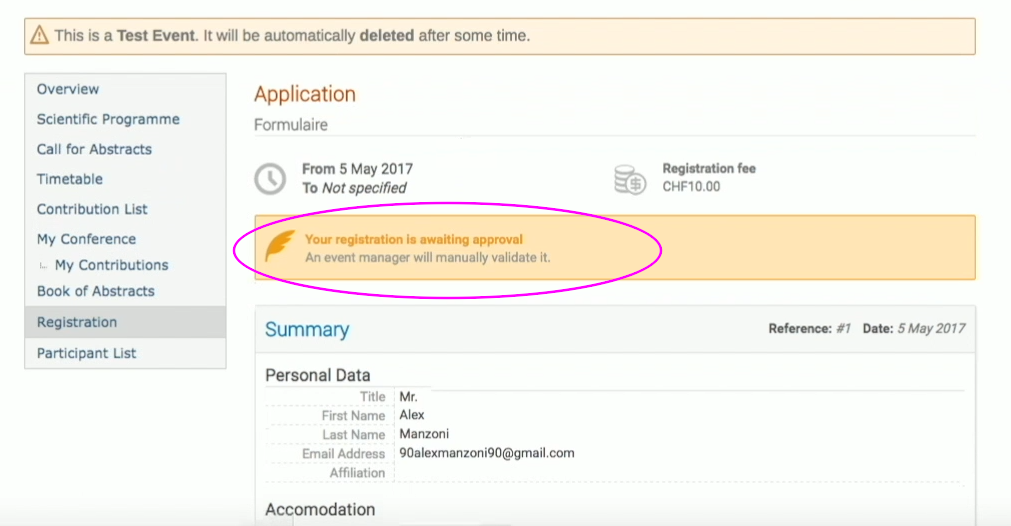 This is a Test Event. It will be automatically deleted after some time.
Overview
Scientific Programme
Call for Abstracts
Timetable
Contribution List
My Conference
My Contributions
Book of Abstracts
Registration
Participant List
Application
Formulaire
From 5 May 2017
To Not specified
Registration fee
CHF10.00
Your registration is awaiting approval
An event manager will manually validate it.
Summary
Reference: #1 Date: 5 May 2017
Personal Data
Title Mr.
First Name Alex
Last Name Manzoni
Email Address 90alexmanzoni90@gmail.com
Affiliation
Accomodation